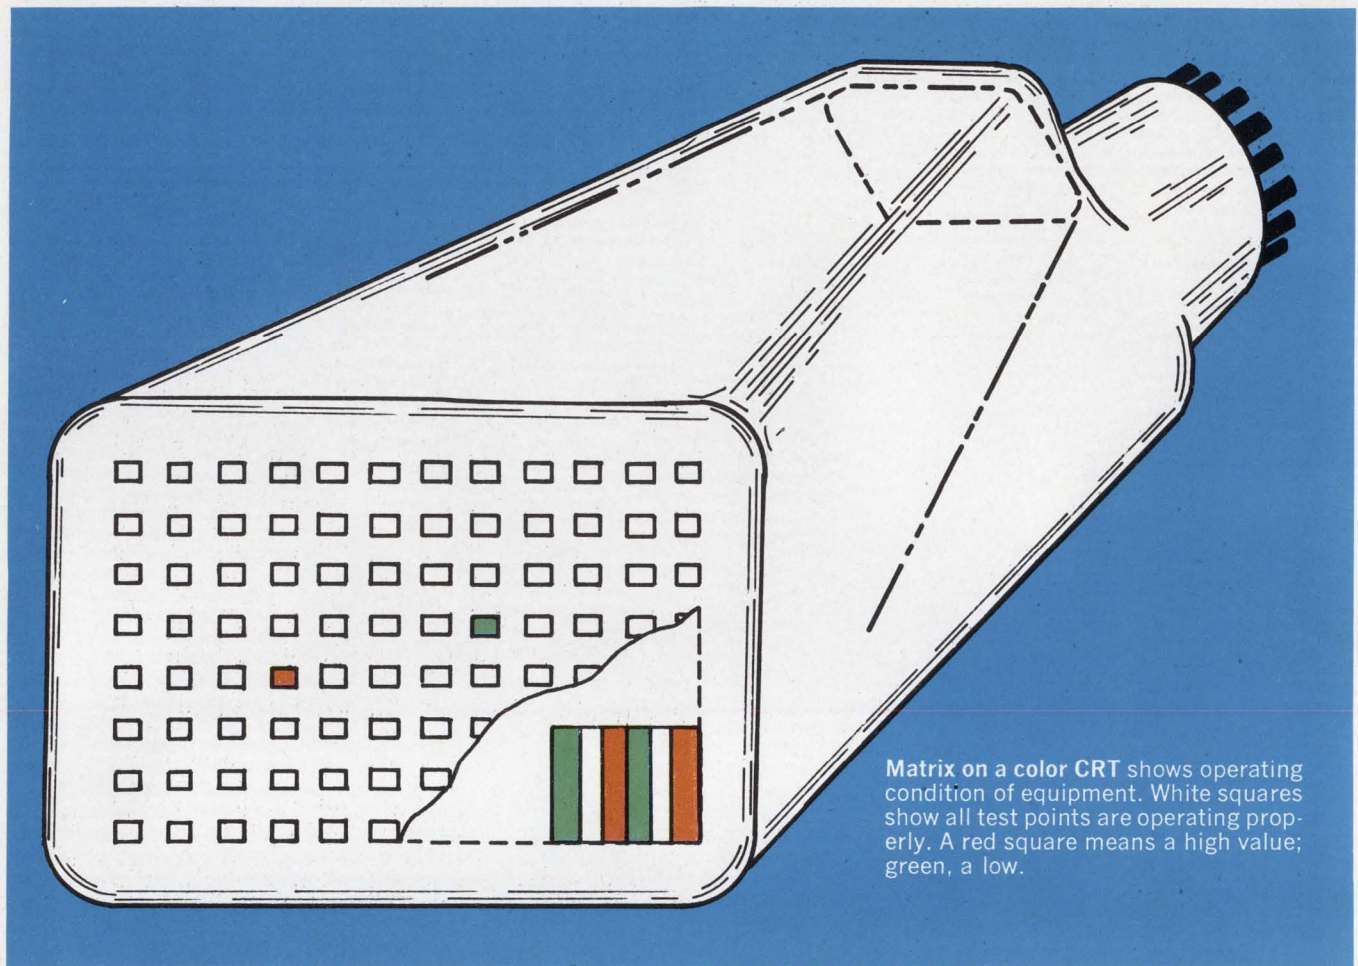 Matrix on a color CRT shows operating
condition of equipment. White squares
show all test points are operating prop-
erly. A red square means a high value;
green, a low.